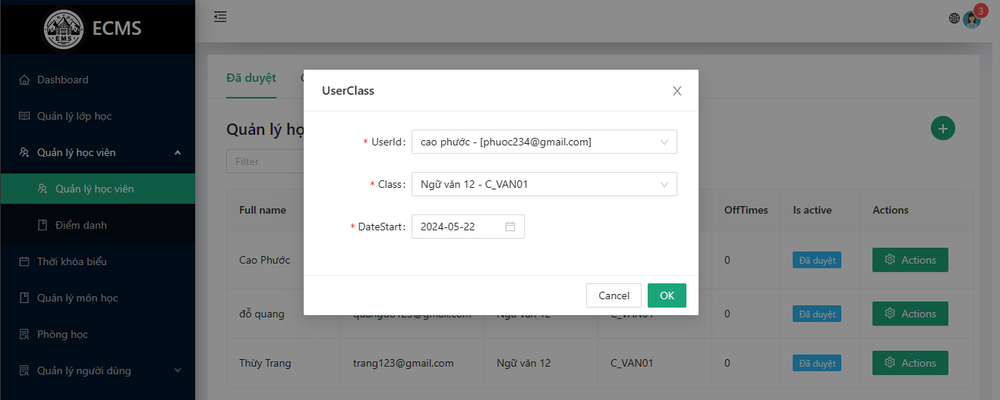 EMS
ECMS
3
Dashboard
Quản lý lớp học
Quản lý học viên
Quản lý học viên
Điểm danh
Thời khóa biểu
Quán lý môn học
Phòng học
Quản lý người dùng
Đã duyệt
Quản lý họ
Filter
UserClass
* UserId:
cao phước - [phuoc234@gmail.com]
* Class:
Ngữ văn 12 - C_VAN01
* DateStart:
2024-05-22
Cancel
OK
Full name
OffTimes
Is active
Actions
Cao Phước
0
Đã duyệt
Actions
đỗ quang
quangdo123@gmail.com
Ngữ văn 12
C_VAN01
0
Đã duyệt
Actions
Thùy Trang
trang123@gmail.com
Ngữ văn 12
C_VAN01
0
Đã duyệt
Actions